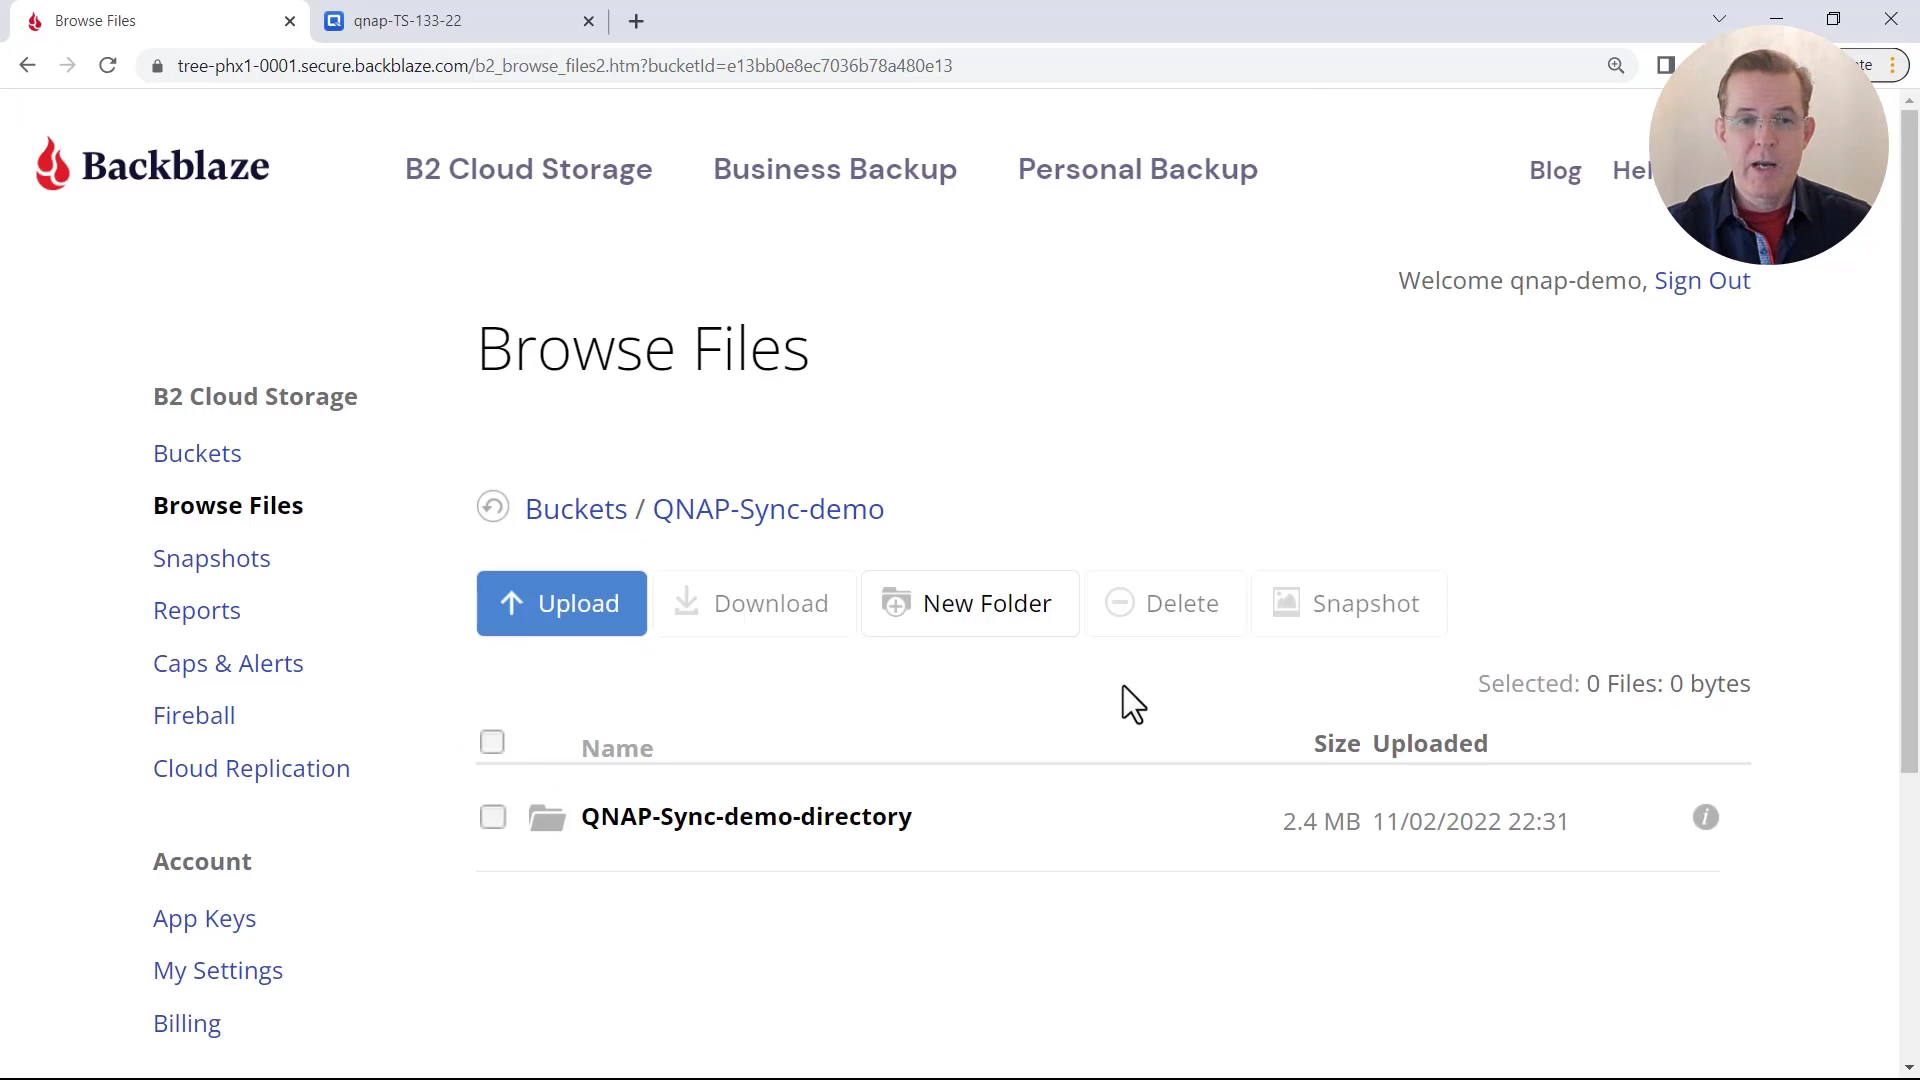 Browse Files
qnap-TS-133-22
tree-phx1-0001.secure.backblaze.com/b2_browse_files2.htm?bucketId=e13bb0e8ec7036b78a480e13
Backblaze
B2 Cloud Storage
Business Backup
Personal Backup
Blog
Welcome qnap-demo, Sign Out
Browse Files
B2 Cloud Storage
Buckets
Browse Files
Snapshots
Reports
Caps & Alerts
Fireball
Cloud Replication
Account
App Keys
My Settings
Billing
Buckets / QNAP-Sync-demo
Upload
Download
New Folder
Delete
Snapshot
Selected: 0 Files: 0 bytes
Name
Size
Uploaded
QNAP-Sync-demo-directory
2.4 MB
11/02/2022 22:31